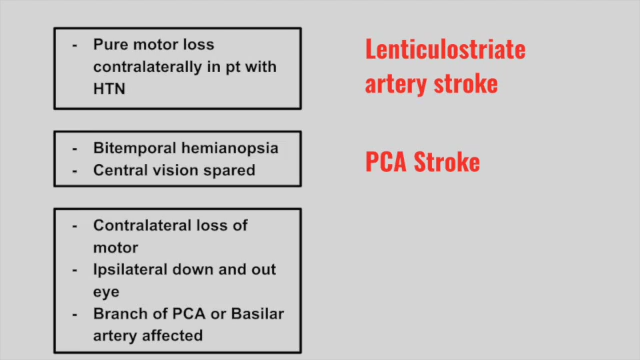 - Pure motor loss
contralaterally in pt with
HTN
Lenticulostriate
artery stroke
- Bitemporal hemianopsia
- Central vision spared
PCA Stroke
- Contralateral loss of
motor
- Ipsilateral down and out
eye
- Branch of PCA or Basilar
artery affected